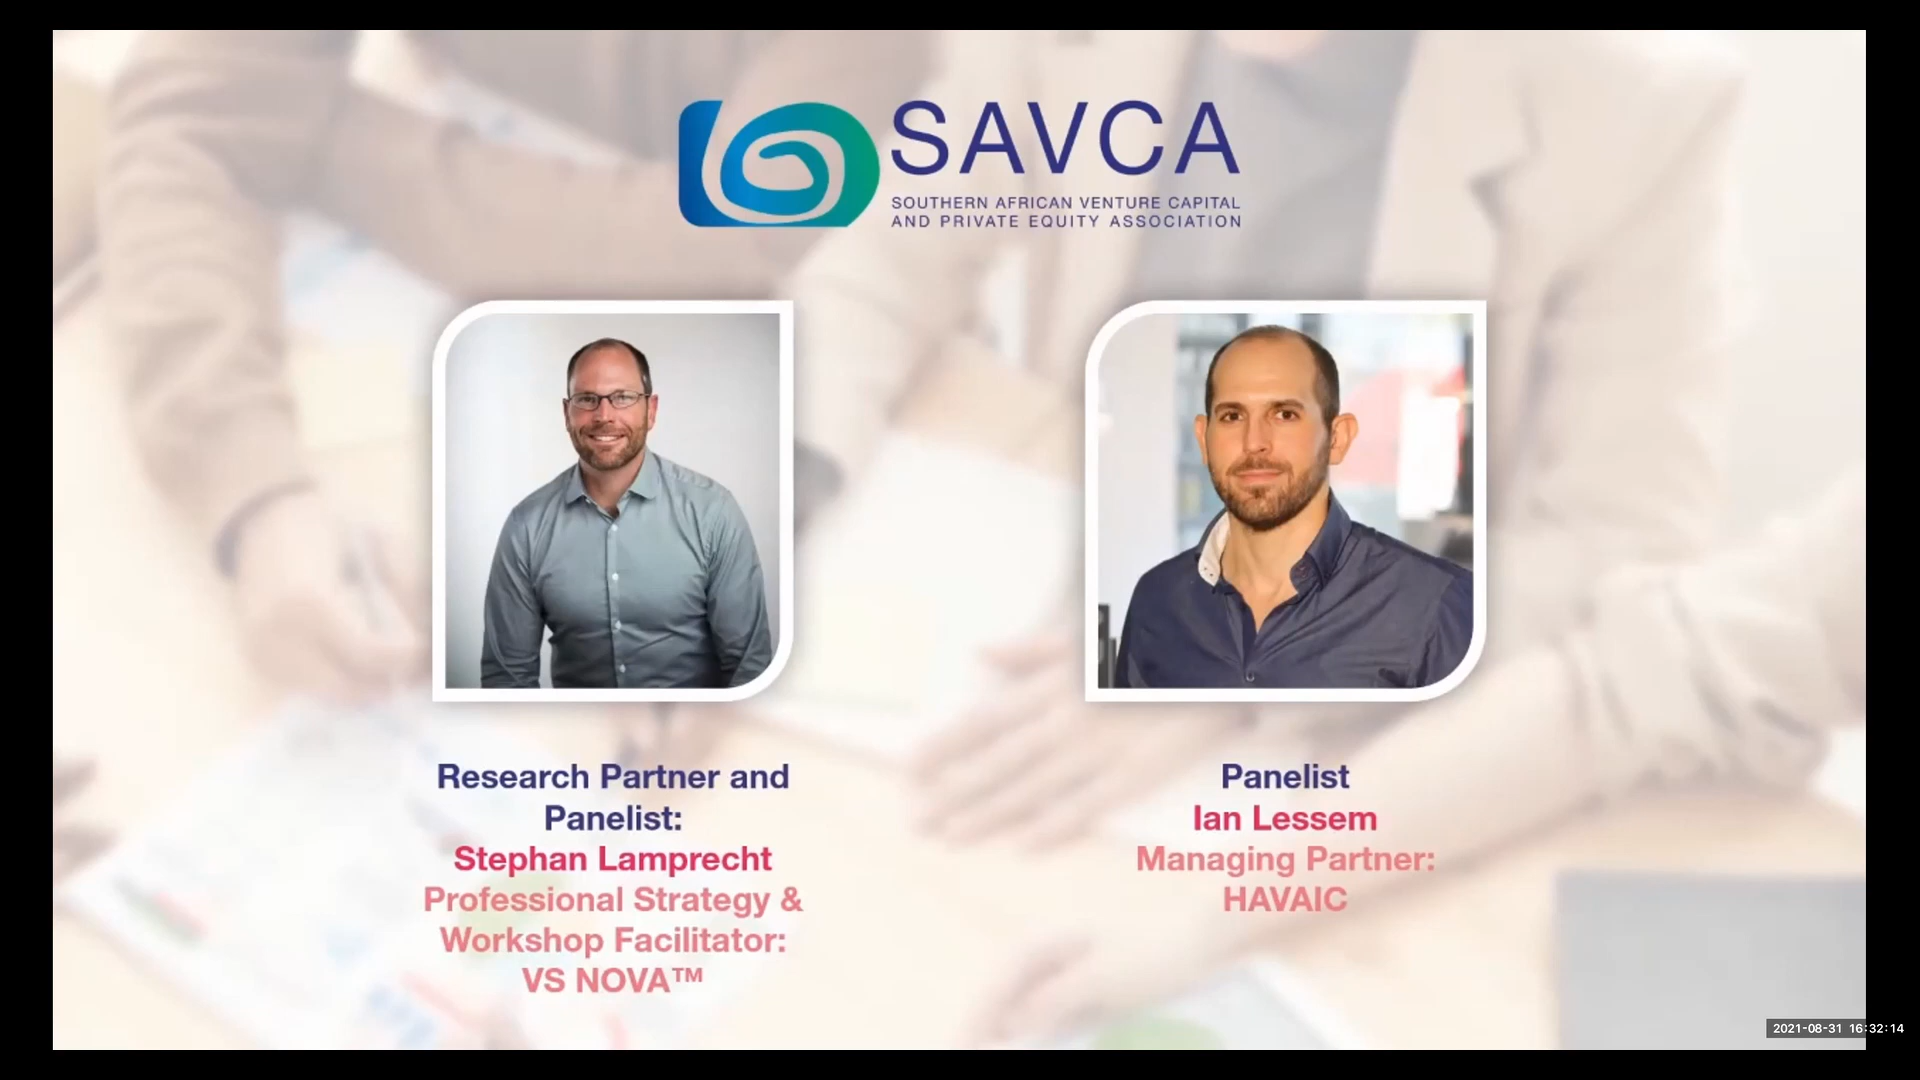 SAVCA
SOUTHERN AFRICAN VENTURE CAPITAL
AND PRIVATE EQUITY ASSOCIATION
Research Partner and
Panelist:
Stephan Lamprecht
Professional Strategy &
Workshop Facilitator:
VS NOVA™
Panelist
Ian Lessem
Managing Partner:
HAVAIC
2021-08-31 16:32:14